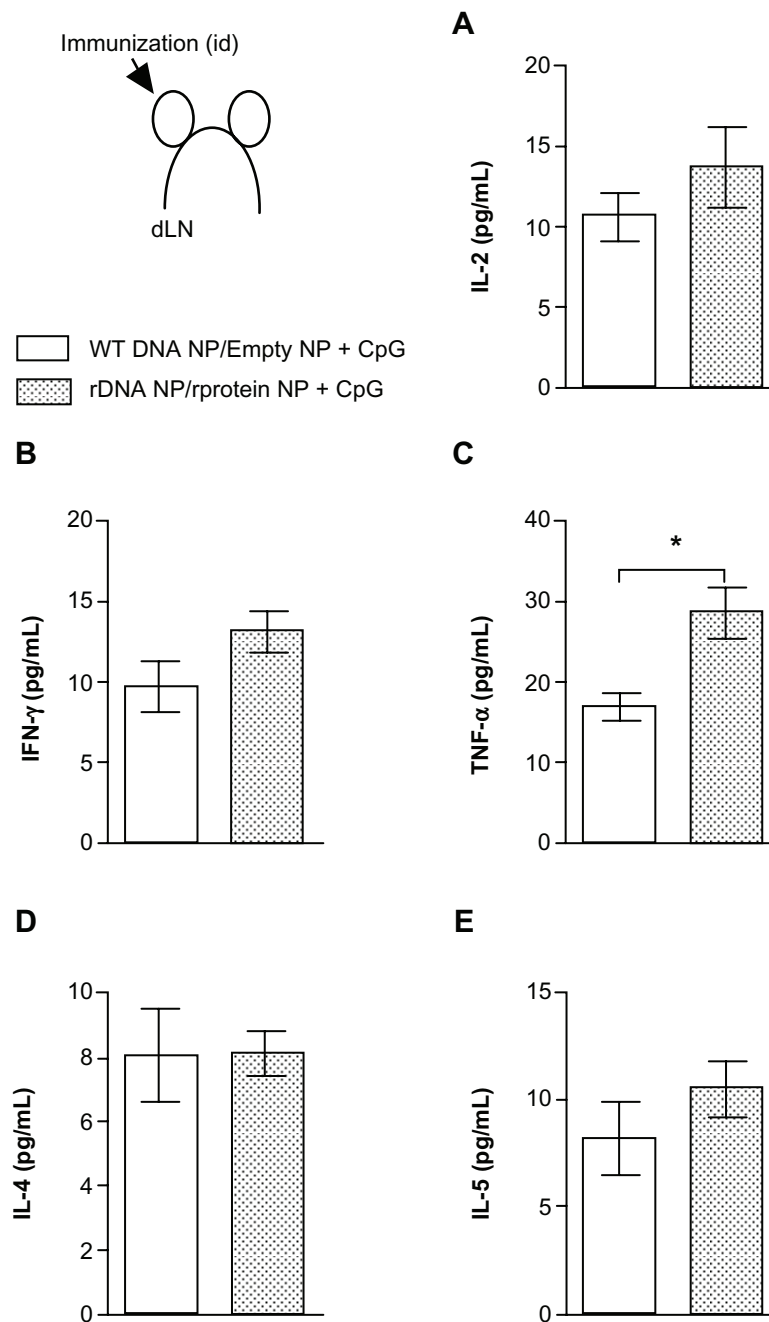 Immunization (id)
dLN
WT DNA NP/Empty NP + CpG
rDNA NP/rprotein NP + CpG
A
20
15
10
5
0
IL-2 (pg/mL)
B
20
15
10
5
0
IFN-γ (pg/mL)
C
40
30
20
10
0
TNF-α (pg/mL)
*
D
10
8
6
4
2
0
IL-4 (pg/mL)
E
15
10
5
0
IL-5 (pg/mL)